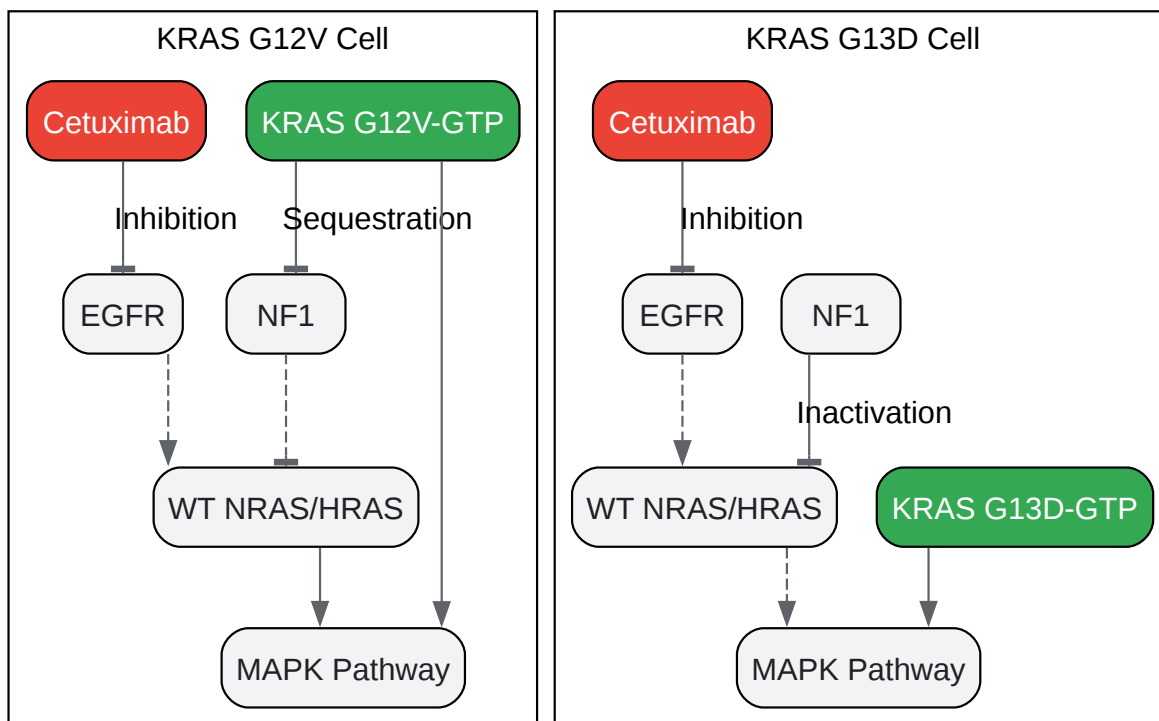 KRAS G12V Cell
Cetuximab
KRAS G12V-GTP
Inhibition
Sequestration
EGFR
NF1
WT NRAS/HRAS
MAPK Pathway
KRAS G13D Cell
Cetuximab
Inhibition
EGFR
NF1
Inactivation
WT NRAS/HRAS
KRAS G13D-GTP
MAPK Pathway